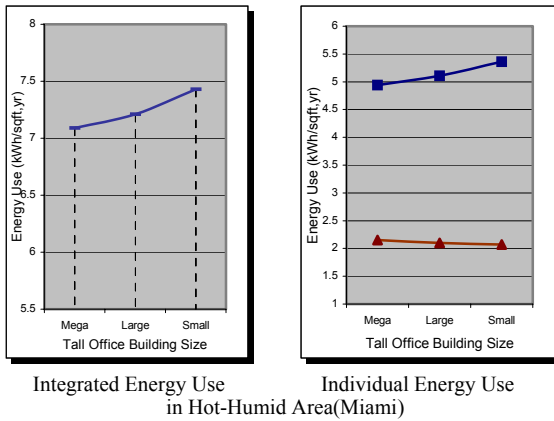 8
7.5
7
6.5
6
5.5
Energy Use (kWh/sqft,yr)
Mega Large Small
Tall Office Building Size
6
5.5
5
4.5
4
3.5
3
2.5
2
1.5
1
Energy Use (kWh/sqft,yr)
Mega Large Small
Tall Office Building Size
Integrated Energy Use
Individual Energy Use
in Hot-Humid Area(Miami)